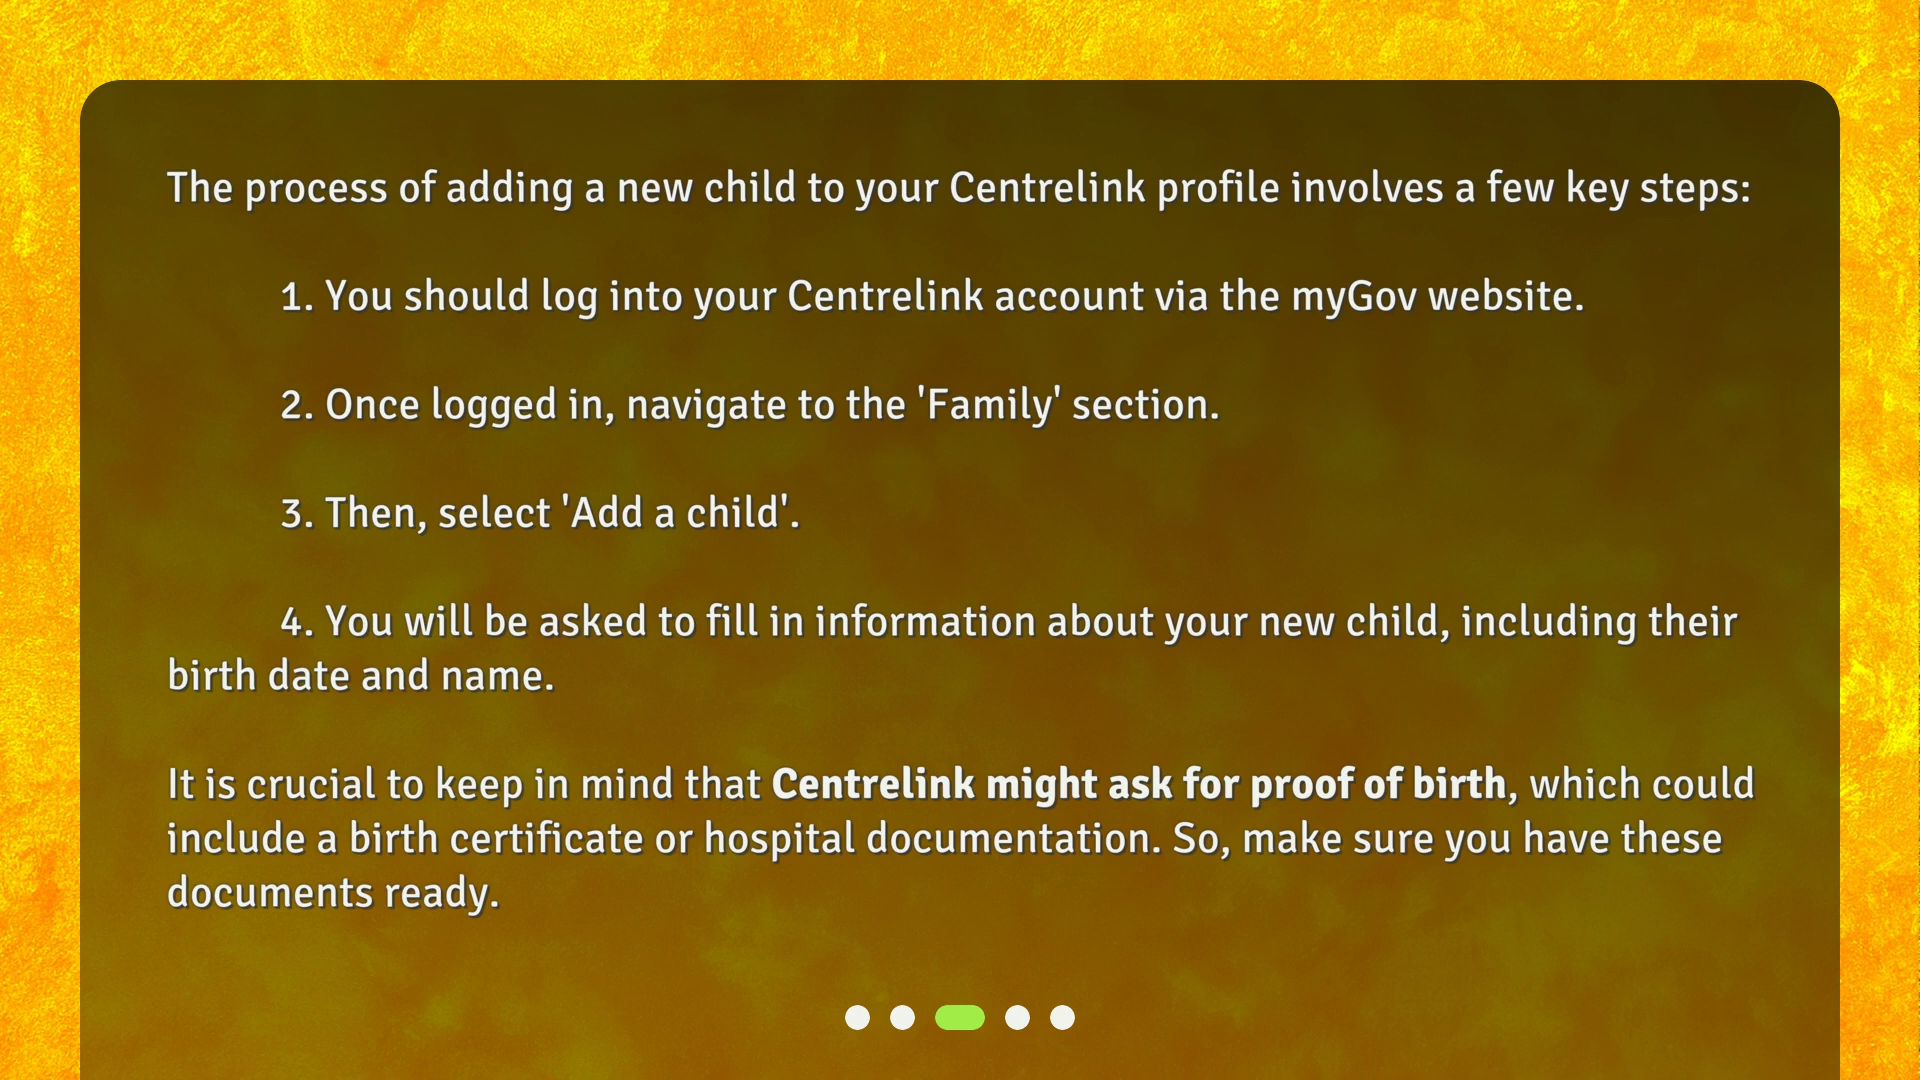 The process of adding a new child to your Centrelink profile involves a few key steps:
1. You should log into your Centrelink account via the myGov website.
2. Once logged in, navigate to the 'Family' section.
3. Then, select 'Add a child'.
4. You will be asked to fill in information about your new child, including their
birth date and name.
It is crucial to keep in mind that Centrelink might ask for proof of birth, which could
include a birth certificate or hospital documentation. So, make sure you have these
documents ready.